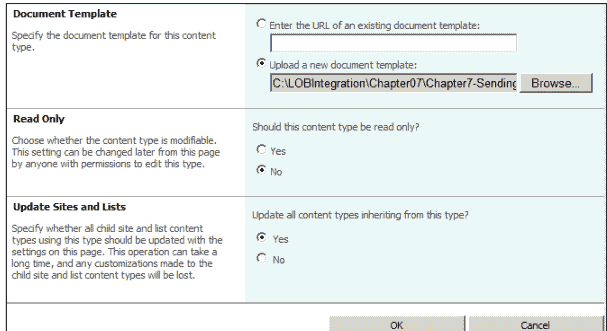 Document Template
Specify the document template for this content
type.
Enter the URL of an existing document template:
Upload a new document template:
C:\LOBIntegration\Chapter07\Chapter7-Sending
Browse...
Read Only
Choose whether the content type is modifiable.
This setting can be changed later from this page
by anyone with permissions to edit this type.
Should this content type be read only?
Yes
No
Update Sites and Lists
Specify whether all child site and list content
types using this type should be updated with the
settings on this page. This operation can take a
long time, and any customizations made to the
child site and list content types will be lost.
Update all content types inheriting from this type?
Yes
No
OK
Cancel